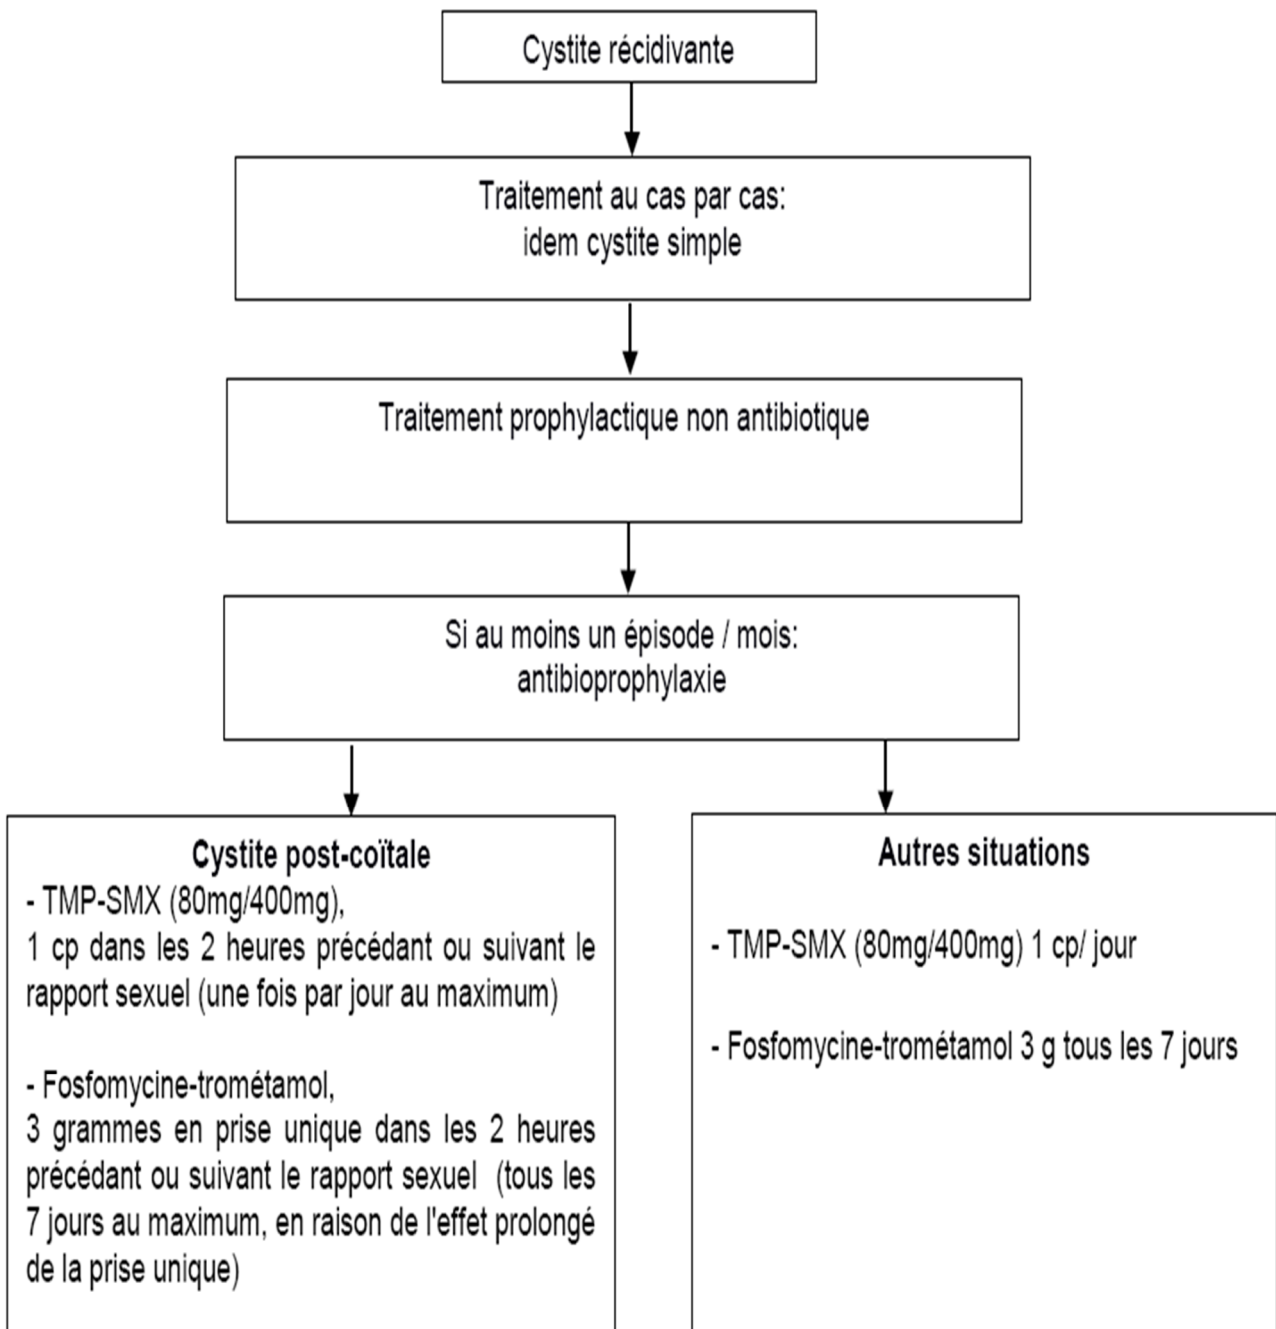 Cystite récidivante
Traitement au cas par cas:
idem cystite simple
Traitement prophylactique non antibiotique
Si au moins un épisode / mois:
antibioprophylaxie
Cystite post-coïtale
- TMP-SMX (80mg/400mg),
1 cp dans les 2 heures précédant ou suivant le
rapport sexuel (une fois par jour au maximum)
- Fosfomycine-trométamol,
3 grammes en prise unique dans les 2 heures
précédant ou suivant le rapport sexuel (tous les
7 jours au maximum, en raison de l'effet prolongé
de la prise unique)
Autres situations
- TMP-SMX (80mg/400mg) 1 cp/ jour
- Fosfomycine-trométamol 3 g tous les 7 jours